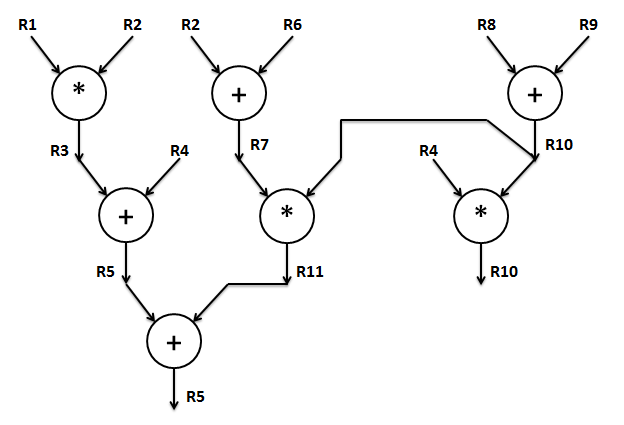 R1 R2 R2 R6 R8 R9
* + +
R3 R4 R7 R4 R10
+ * *
R5 R11 R10
+
R5